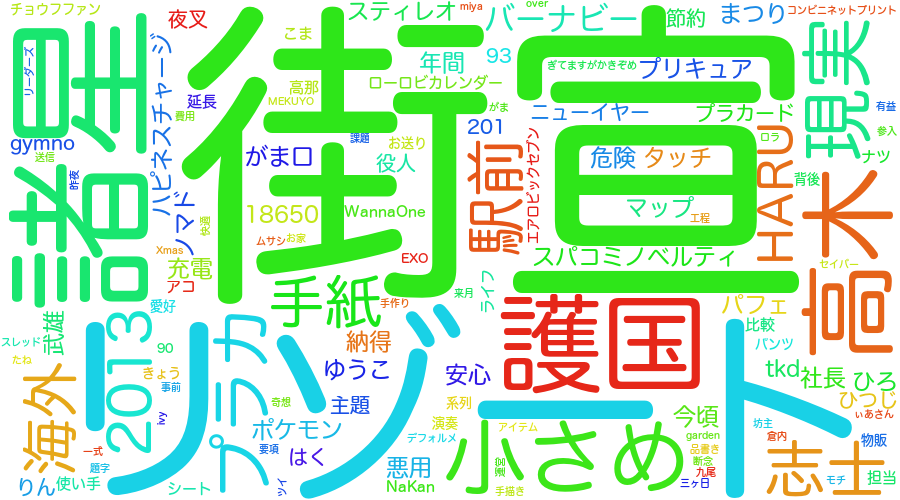 チョウフファン
夜叉
こま
スティレオ
miya
over
バーナビー
節約
まつり
コンビニネットプリント
リーダーズ
諸星
街宣
高那
年間
93
ぎてますがかきぞめ
プリキュア
現実
ハピネスチャージ
延長
MEKUYO
費用
ローロビカレンダー
がま
ニューイヤー
プラカード
有益
gymno
送信
昨夜
がま口
課題
お送り
役人
201
危険
タッチ
ロラ
参入
ナツ
ノマド
快適
18650
WannaOne
駅前
エアロピックセブン
マップ
工程
HARU
背後
高木
Xmas
ムサシ
お家
EXO
スパコミノベルティ
セイバー
充電
アコ
手紙
手作り
来月
ライフ
護国
パフェ
愛好
武雄
スレッド
90
たね
納得
比較
パンツ
2013
きょう
事前
海外
リント
ゆうこ
安心
tkd
社長
ひろ
プラカ
奇想
主題
系列
ひつじ
ぃあさん
ivy
ポケモン
要項
演奏
アイテム
今頃
坊主
倉内
物販
一式
題字
はく
デフォルメ
小さめ
garden
品書き
断念
志士
りん
使い手
シート
ツイ
悪用
NaKan
手描き
九尾
三ヶ日
モチ
担当